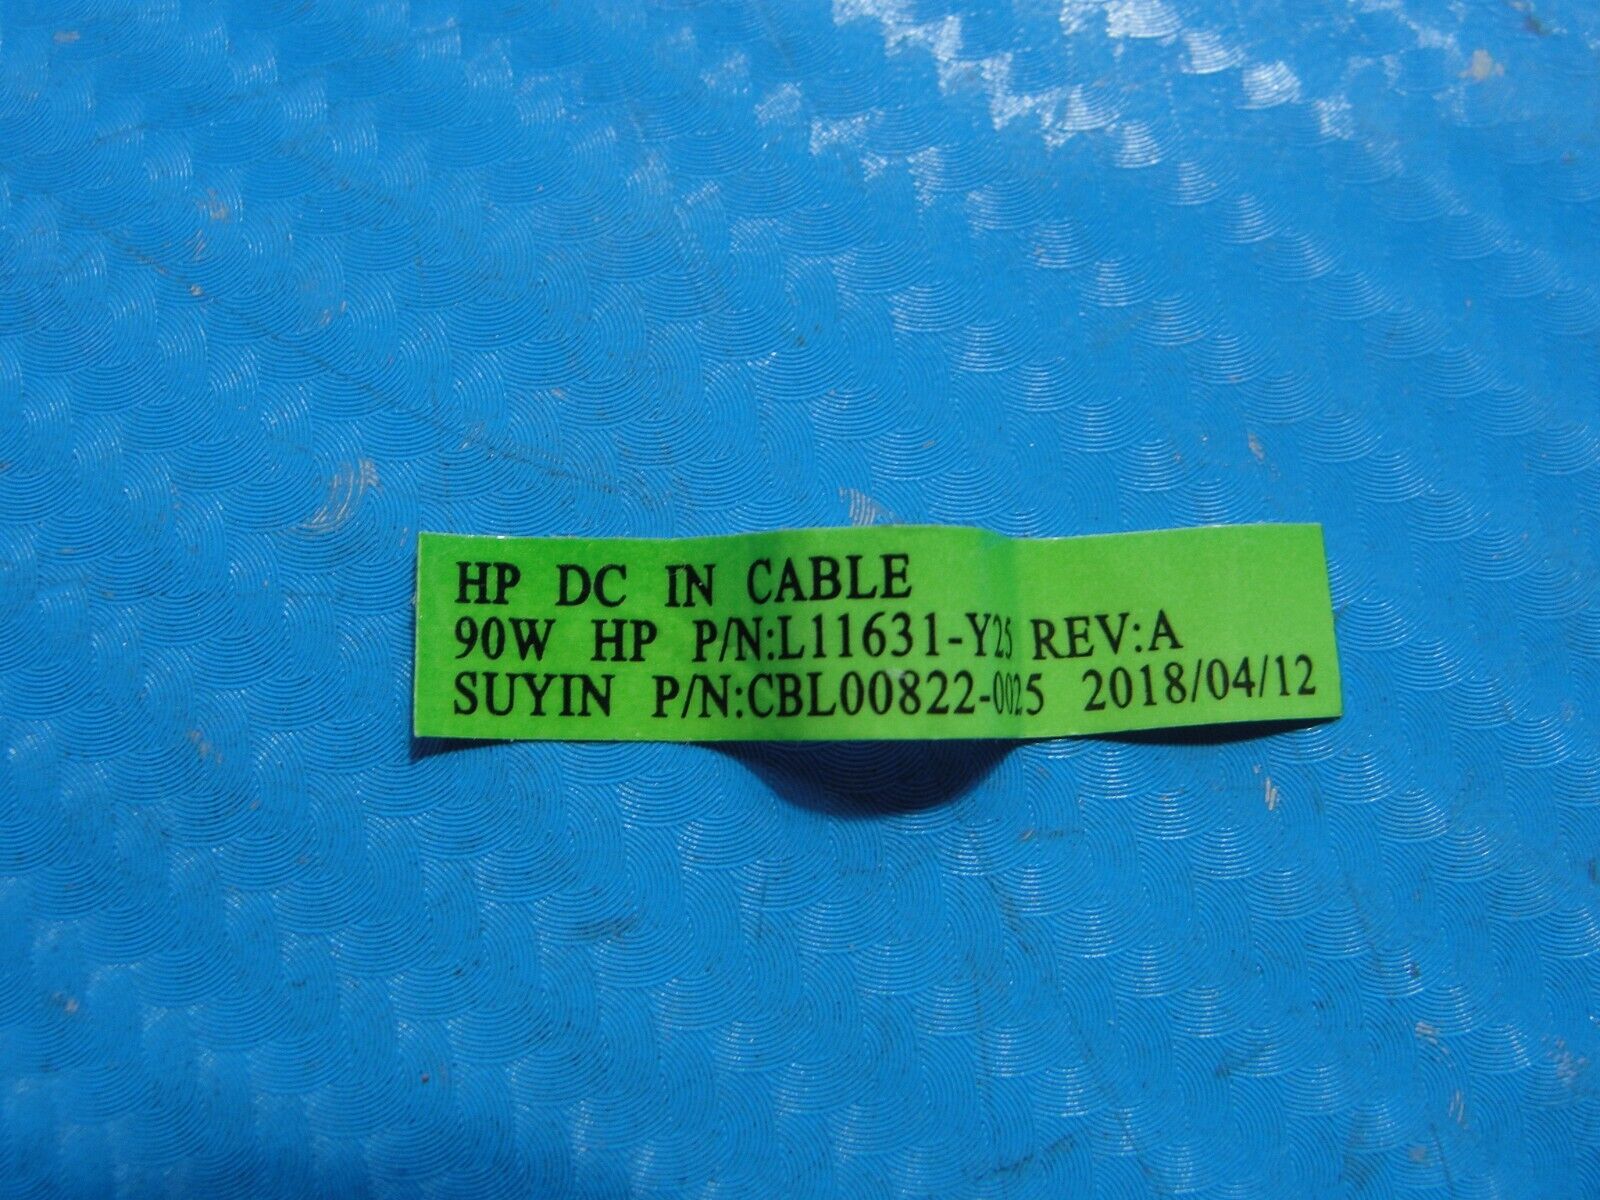 HP DC IN CABLE
90W HP P/N:L11631-Y25 REV:A
SUYIN P/N:CBL00822-0025 2018/04/12